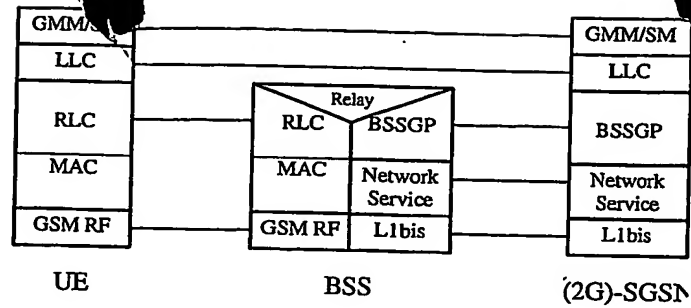 GMM/
LLC
RLC
MAC
GSM RF
UE
Relay
RLC BSSGP
MAC Network
Service
GSM RF L1bis
BSS
GMM/SM
LLC
BSSGP
Network
Service
L1bis
(2G)-SGSN